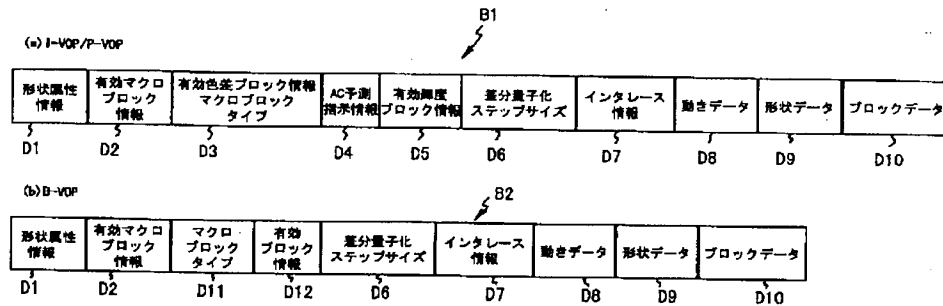 B1
(a) I-VOP/P-VOP
形状属性
情報
有効マクロ
ブロック
情報
有効色差ブロック情報
マクロブロック
タイプ
AC予測
指示情報
有効輝度
ブロック情報
差分量子化
ステップサイズ
インタレース
情報
動きデータ
形状データ
ブロックデータ
D1
D2
D3
D4
D5
D6
D7
D8
D9
D10
(b) B-VOP
B2
形状属性
情報
有効マクロ
ブロック
情報
マクロ
ブロック
タイプ
有効
ブロック
情報
差分量子化
ステップサイズ
インタレース
情報
動きデータ
形状データ
ブロックデータ
D1
D2
D11
D12
D6
D7
D8
D9
D10